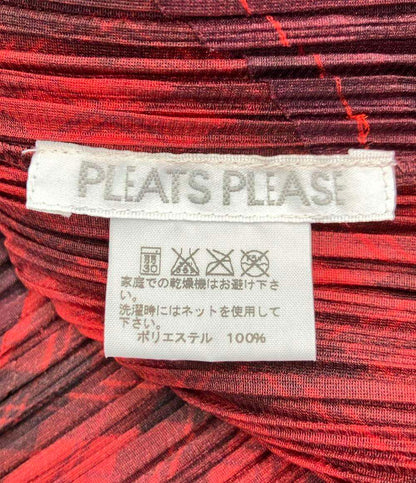 PLEATS PLEASE
家庭での乾燥機はお避け下さ
い。
洗濯時にはネットを使用して
下さい。
ポリエステル 100%